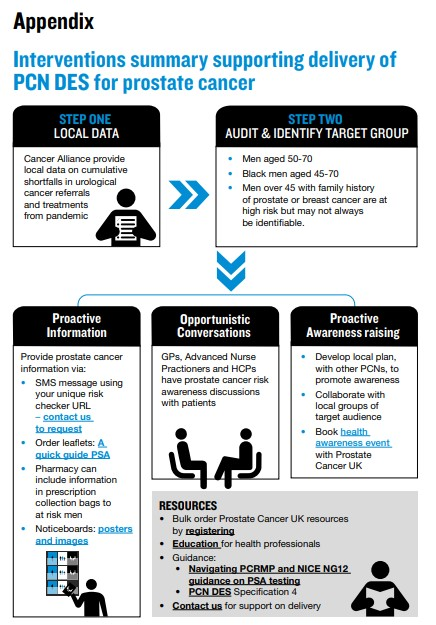 Appendix
Interventions summary supporting delivery of
PCN DES for prostate cancer
STEP ONE
LOCAL DATA
Cancer Alliance provide
local data on cumulative
shortfalls in urological
cancer referrals
and treatments
from pandemic
STEP TWO
AUDIT & IDENTIFY TARGET GROUP
• Men aged 50-70
• Black men aged 45-70
• Men over 45 with family history
of prostate or breast cancer are at
high risk but may not always
be identifiable.
Proactive
Information
Provide prostate cancer
information via:
• SMS message using
your unique risk
checker URL
– contact us
to request
• Order leaflets: A
quick guide PSA
• Pharmacy can
include information
in prescription
collection bags to
at risk men
• Noticeboards: posters
and images
Opportunistic
Conversations
GPs, Advanced Nurse
Practioners and HCPs
have prostate cancer risk
awareness discussions
with patients
Proactive
Awareness raising
• Develop local plan,
with other PCNs, to
promote awareness
• Collaborate with
local groups of
target audience
• Book health
awareness event
with Prostate
Cancer UK
RESOURCES
• Bulk order Prostate Cancer UK resources
by registering
• Education for health professionals
• Guidance:
• Navigating PCRMP and NICE NG12
guidance on PSA testing
• PCN DES Specification 4
• Contact us for support on delivery